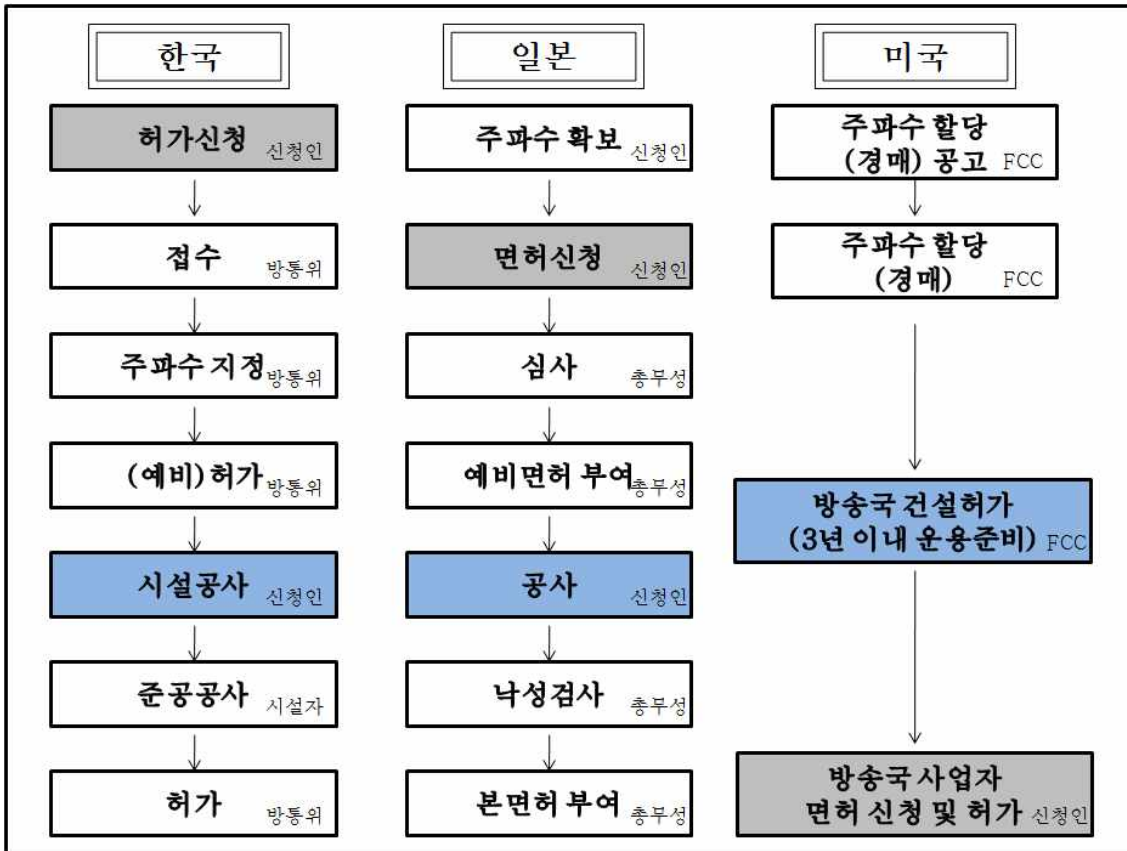 한국
허가신청 신청인
접수 방통위
주파수 지정 방통위
(예비)허가 방통위
시설공사 신청인
준공공사 시설자
허가 방통위
일본
주파수 확보 신청인
면허신청 신청인
심사 총무성
예비면허 부여 총무성
공사 신청인
낙성검사 총무성
본면허 부여 총무성
미국
주파수 할당
(경매) 공고 FCC
주파수 할당
(경매) FCC
방송국 건설허가
(3년 이내 운용준비) FCC
방송국 사업자
면허 신청 및 허가 신청인